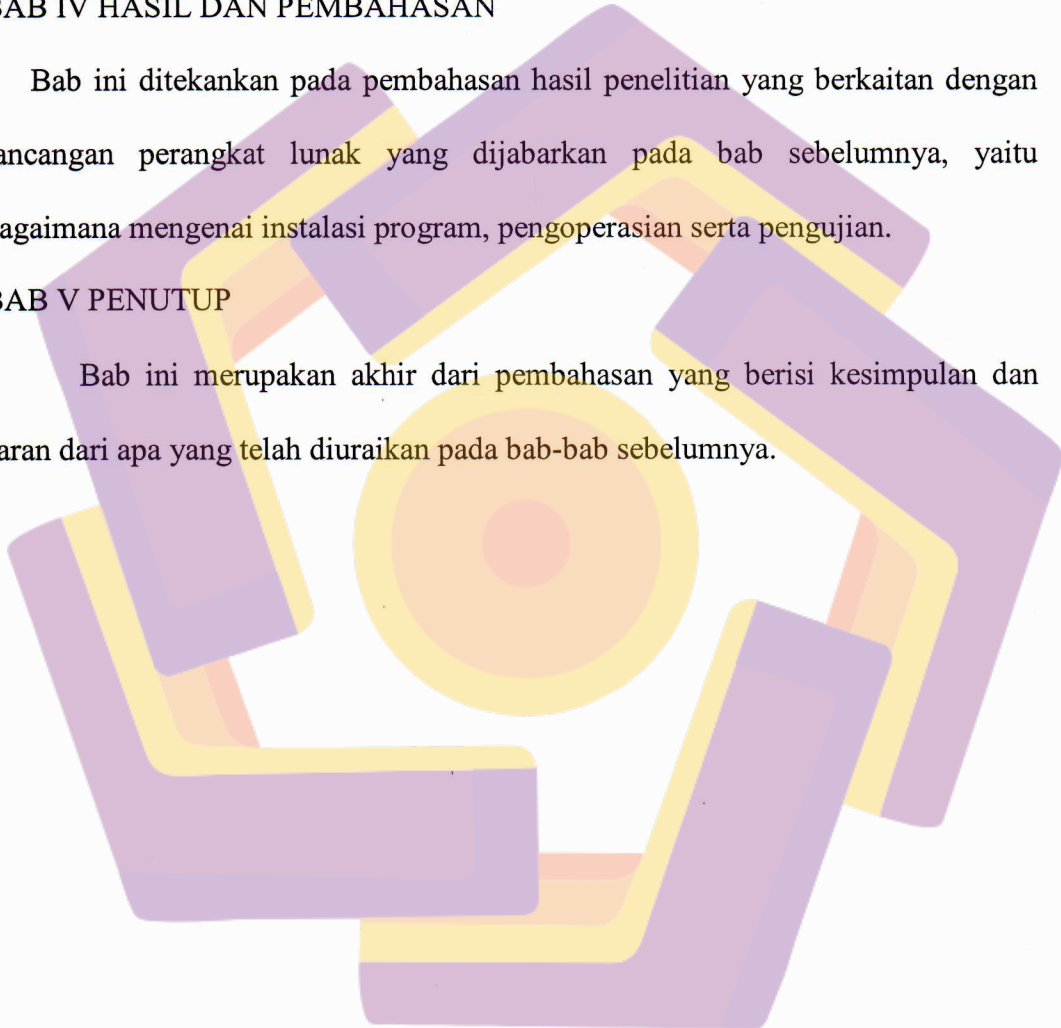 BAB IV HASIL DAN PEMBAHASAN
Bab ini ditekankan pada pembahasan hasil penelitian yang berkaitan dengan
ancangan perangkat lunak yang dijabarkan pada bab sebelumnya, yaitu
agaimana mengenai instalasi program, pengoperasian serta pengujian.
BAB V PENUTUP
Bab ini merupakan akhir dari pembahasan yang berisi kesimpulan dan
aran dari apa yang telah diuraikan pada bab-bab sebelumnya.